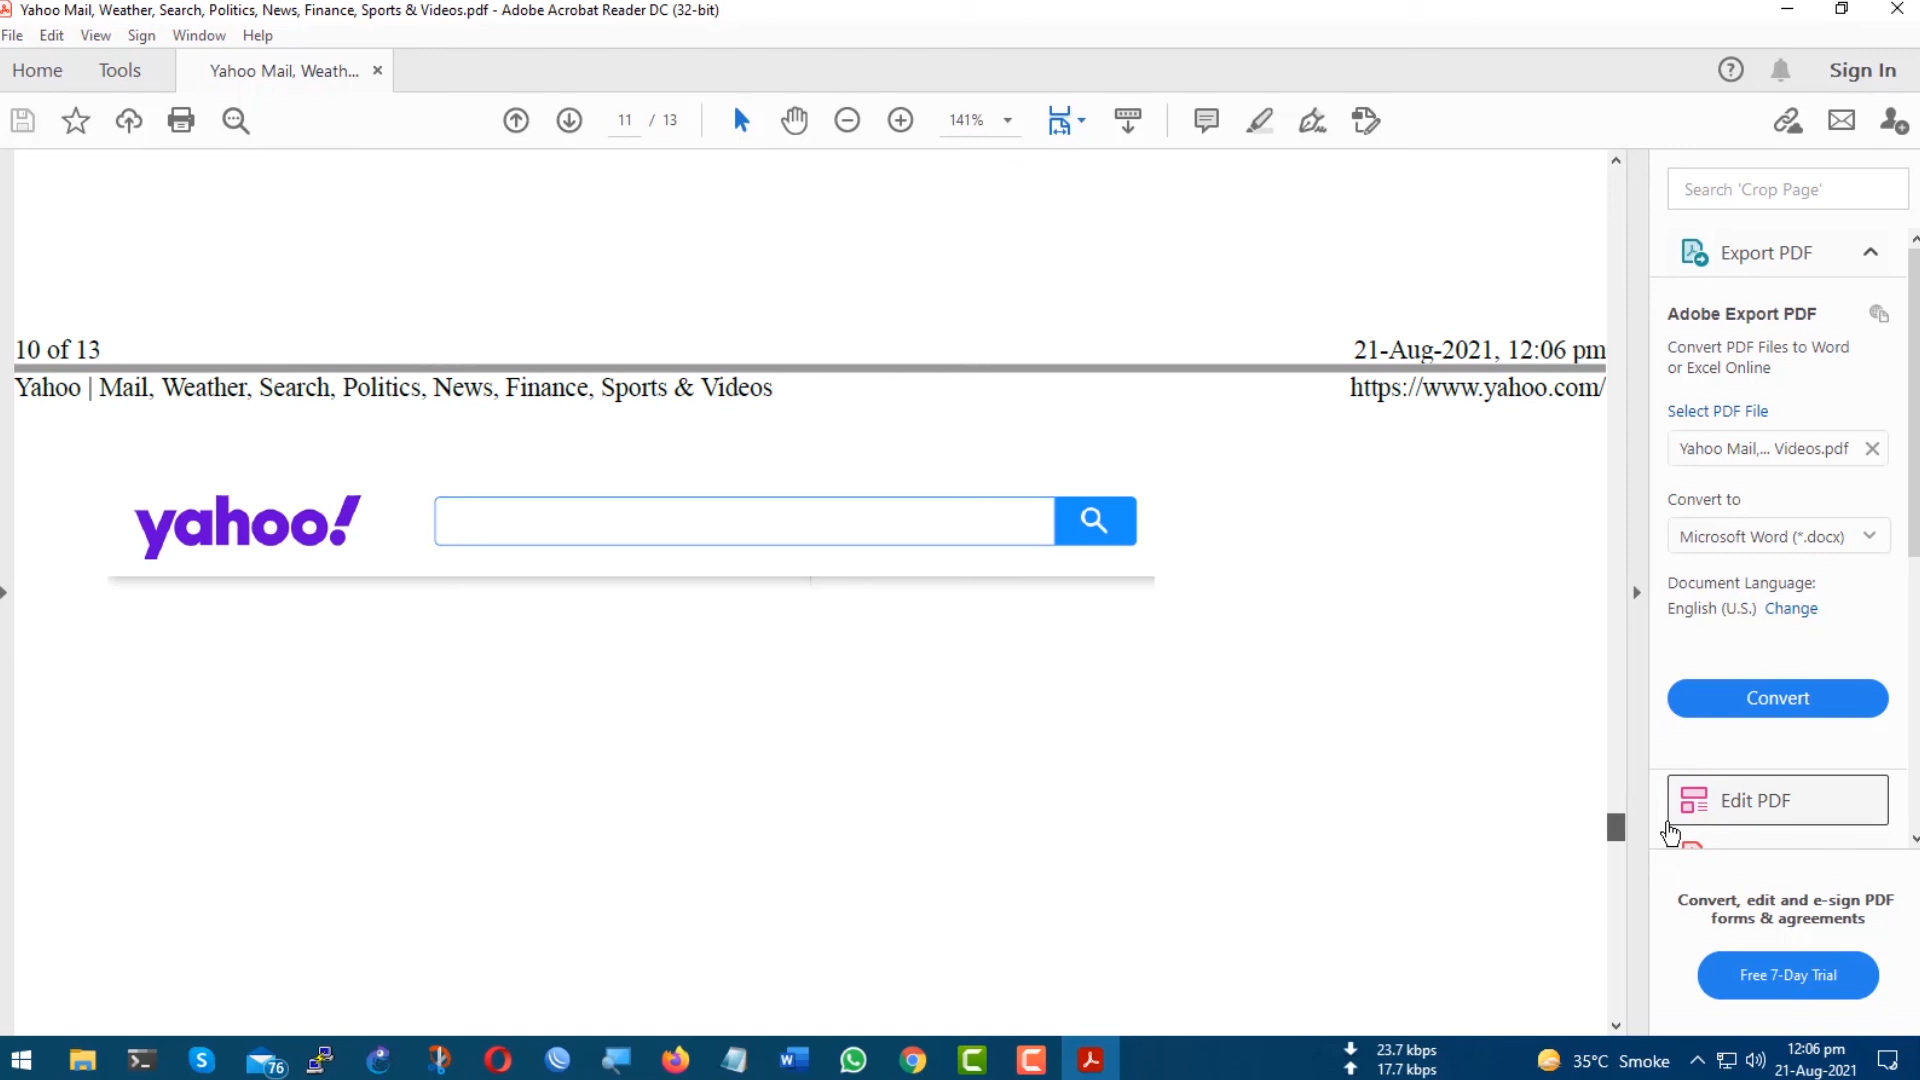 Yahoo Mail, Weather, Search, Politics, News, Finance, Sports & Videos.pdf - Adobe Acrobat Reader DC (32-bit)
File Edit View Sign Window Help
Home Tools Yahoo Mail, Weath... Sign In
11 / 13 141%
Search 'Crop Page'
Export PDF
Adobe Export PDF
Convert PDF Files to Word
or Excel Online
Select PDF File
Yahoo Mail,... Videos.pdf
Convert to
Microsoft Word (*.docx)
Document Language:
English (U.S.) Change
Convert
Edit PDF
Convert, edit and e-sign PDF
forms & agreements
Free 7-Day Trial
10 of 13 21-Aug-2021, 12:06 pm
Yahoo | Mail, Weather, Search, Politics, News, Finance, Sports & Videos https://www.yahoo.com/
yahoo!
76
23.7 kbps
17.7 kbps
35°C Smoke
12:06 pm
21-Aug-2021